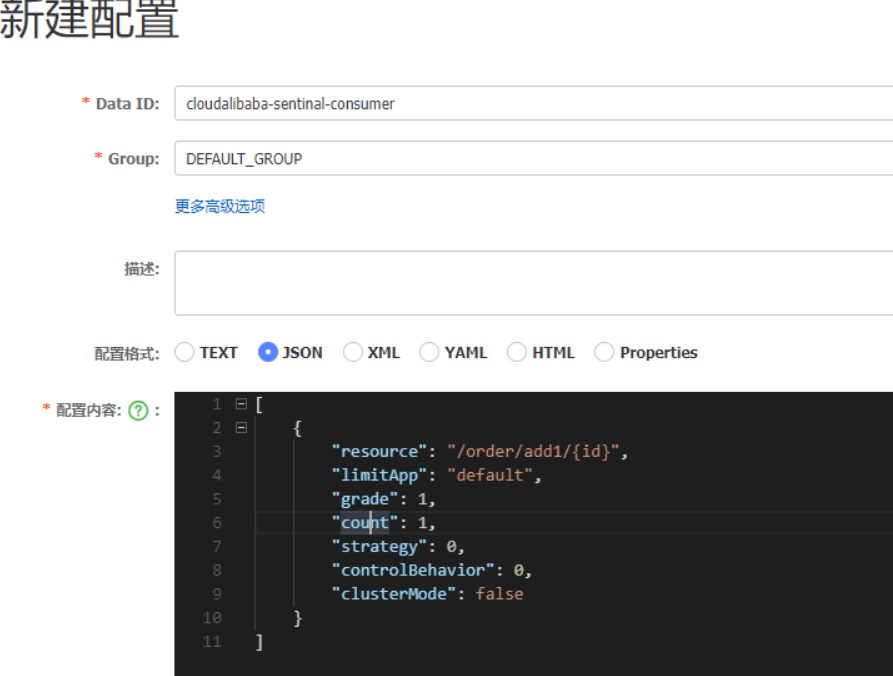 新建配置
* Data ID: cloudalibaba-sentinal-consumer
* Group: DEFAULT_GROUP
更多高级选项
描述:
配置格式: TEXT JSON XML YAML HTML Properties
* 配置内容: ? :
1 [
2 {
3 "resource": "/order/add1/{id}",
4 "limitApp": "default",
5 "grade": 1,
6 "count": 1,
7 "strategy": 0,
8 "controlBehavior": 0,
9 "clusterMode": false
10 }
11 ]